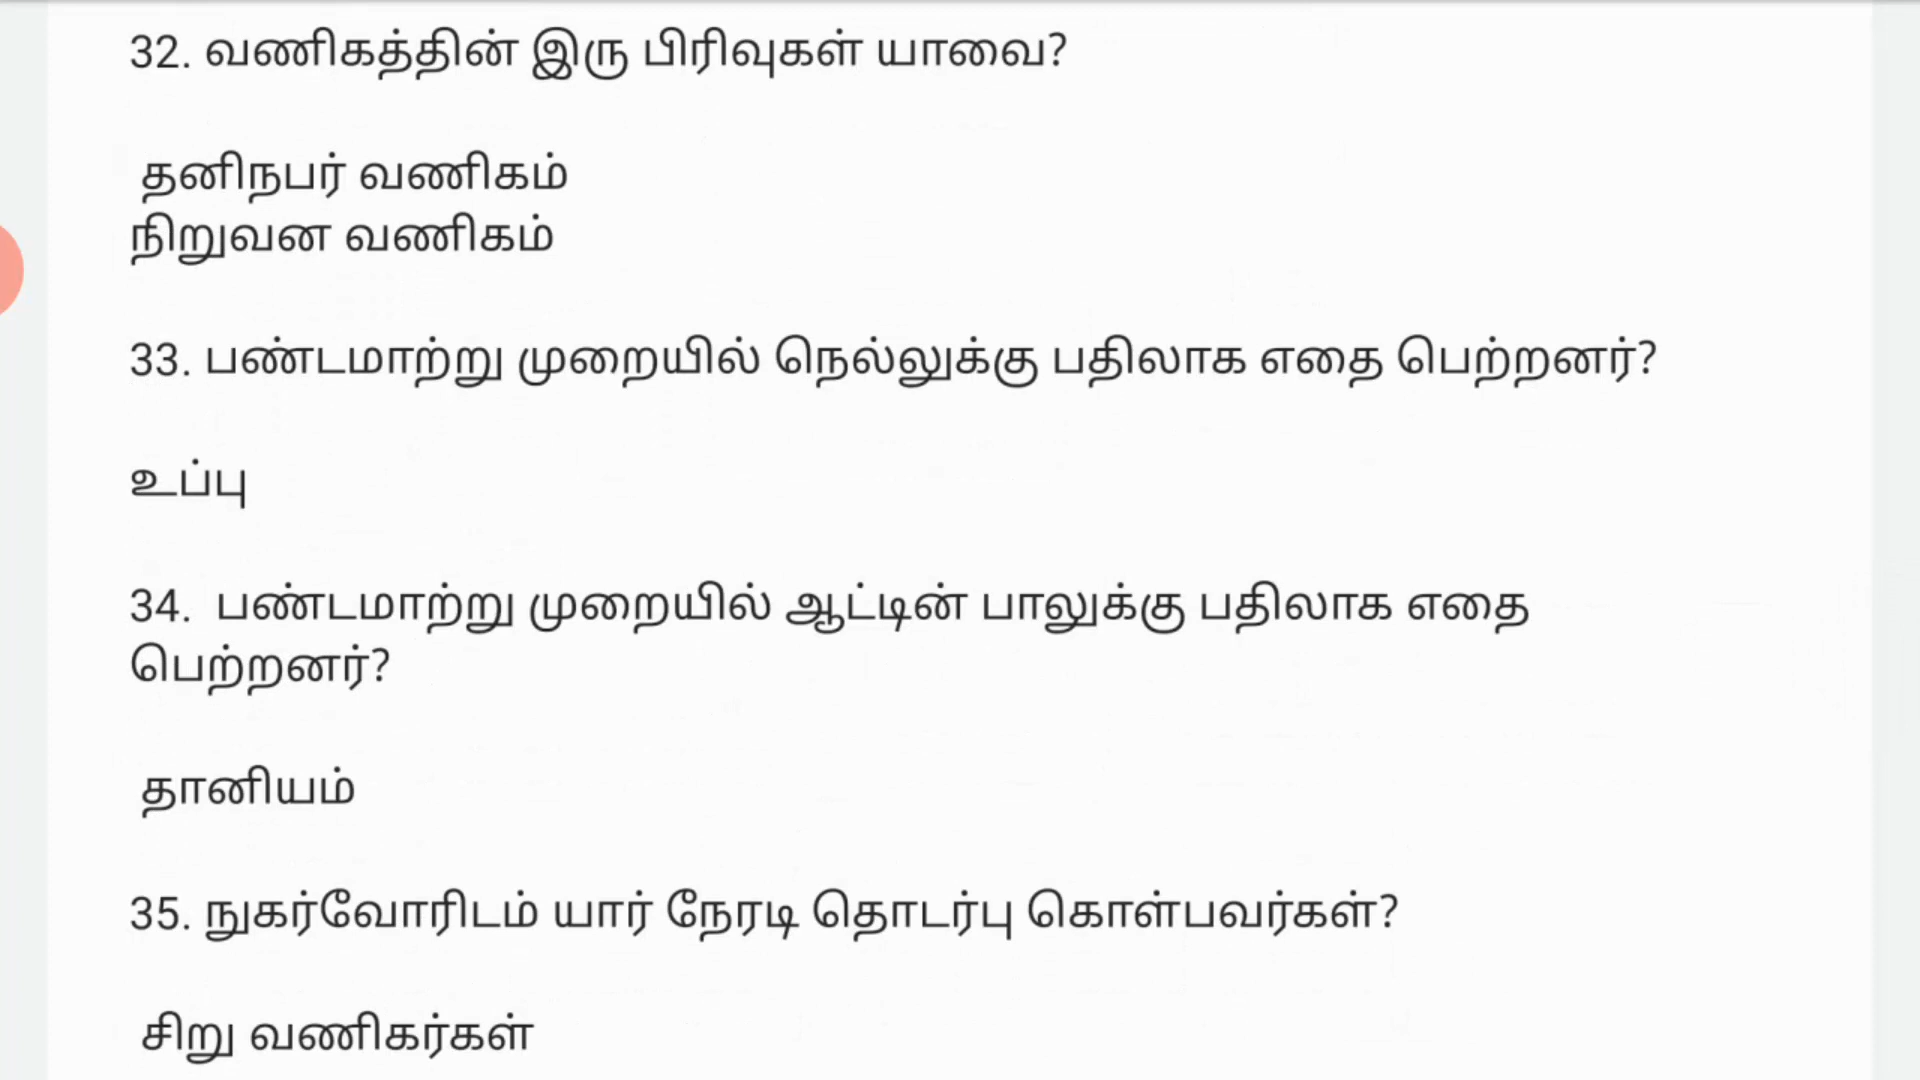 32. வணிகத்தின் இரு பிரிவுகள் யாவை?
தனிநபர் வணிகம்
நிறுவன வணிகம்
33. பண்டமாற்று முறையில் நெல்லுக்கு பதிலாக எதை பெற்றனர்?
உப்பு
34. பண்டமாற்று முறையில் ஆட்டின் பாலுக்கு பதிலாக எதை
பெற்றனர்?
தானியம்
35. நுகர்வோரிடம் யார் நேரடி தொடர்பு கொள்பவர்கள்?
சிறு வணிகர்கள்